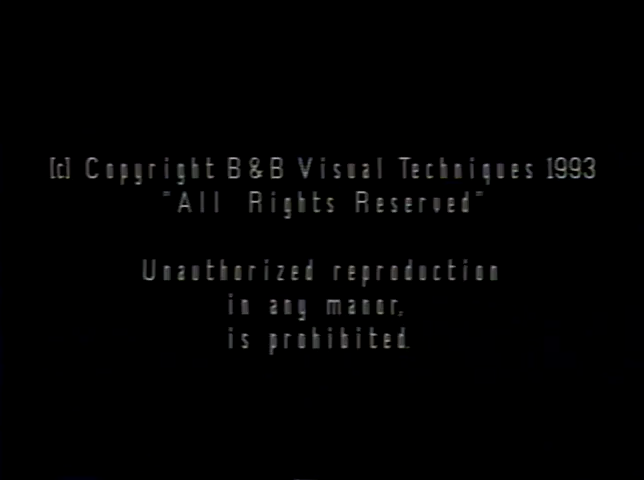 [c] Copyright B&B Visual Techniques 1993
"All Rights Reserved"
Unauthorized reproduction
in any manor,
is prohibited.